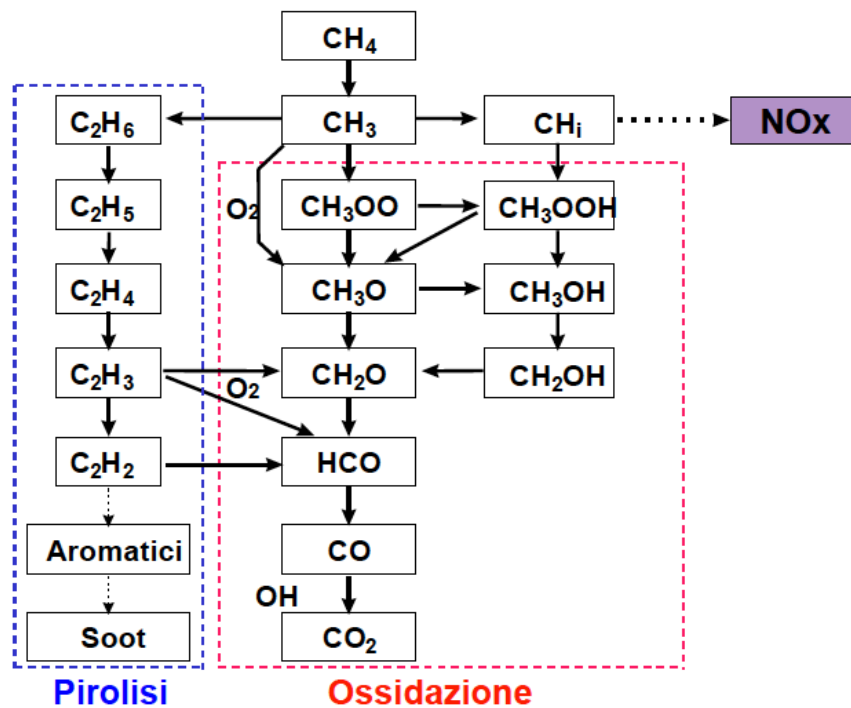 CH₄
C₂H₆
CH₃
CHᵢ
NOx
C₂H₅
O₂
CH₃OO
CH₃OOH
C₂H₄
CH₃O
CH₃OH
C₂H₃
O₂
CH₂O
CH₂OH
C₂H₂
HCO
Aromatici
CO
OH
Soot
CO₂
Pirolisi
Ossidazione